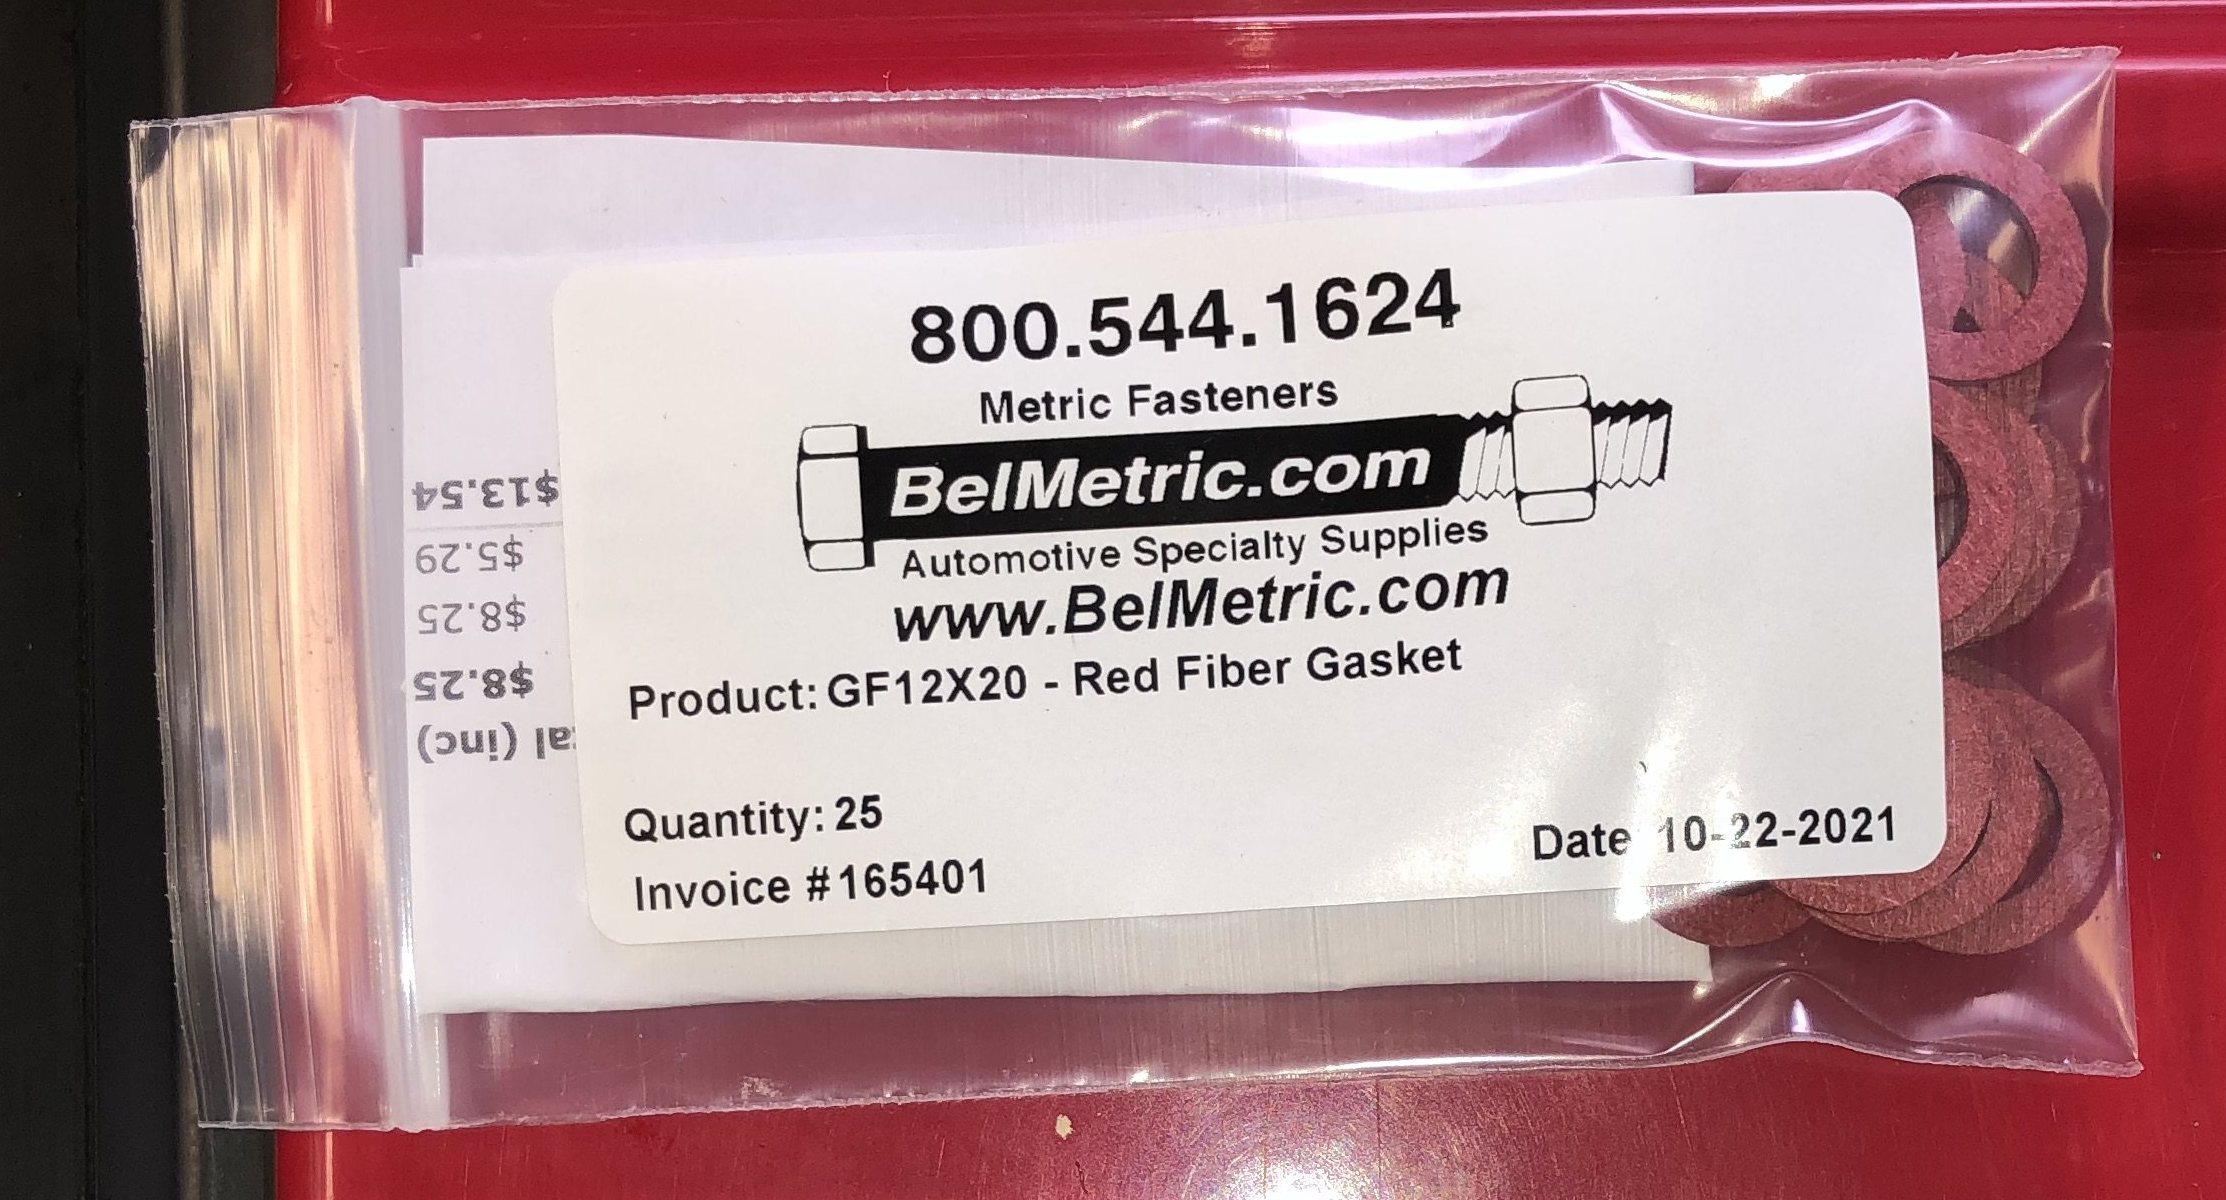 800.544.1624
Metric Fasteners
BelMetric.com
Automotive Specialty Supplies
www.BelMetric.com
Product: GF12X20 - Red Fiber Gasket
Quantity: 25
Invoice #165401
Date 10-22-2021
(inc)
$8.25
$8.25
$5.29
$13.54